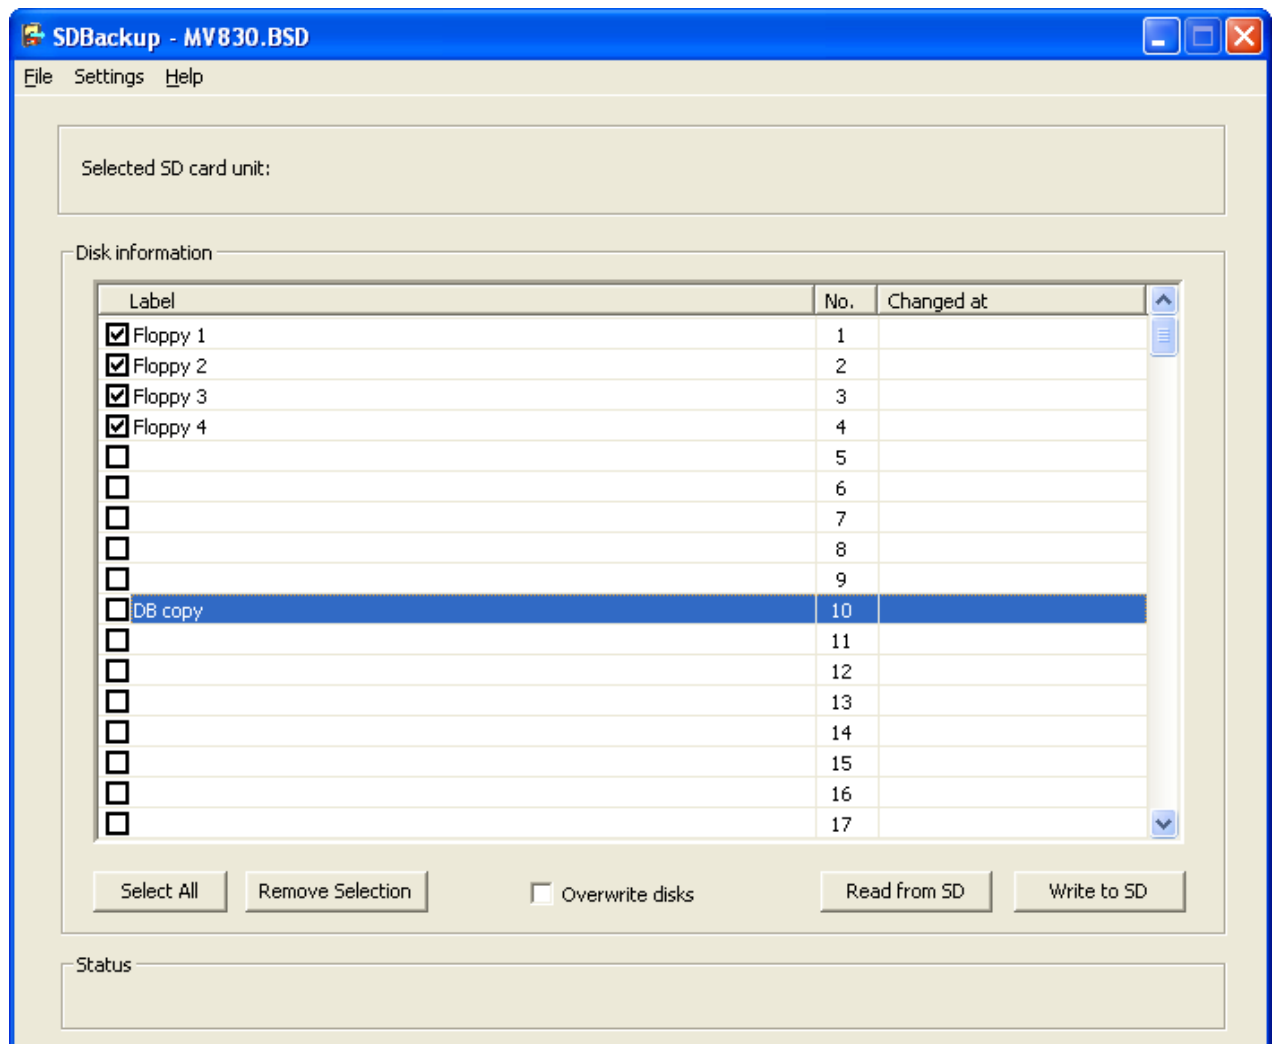 SDBackup - MV830.BSD
File Settings Help
Selected SD card unit:
Disk information
Label No. Changed at
Floppy 1 1
Floppy 2 2
Floppy 3 3
Floppy 4 4
5
6
7
8
9
DB copy 10
11
12
13
14
15
16
17
Select All Remove Selection Overwrite disks Read from SD Write to SD
Status